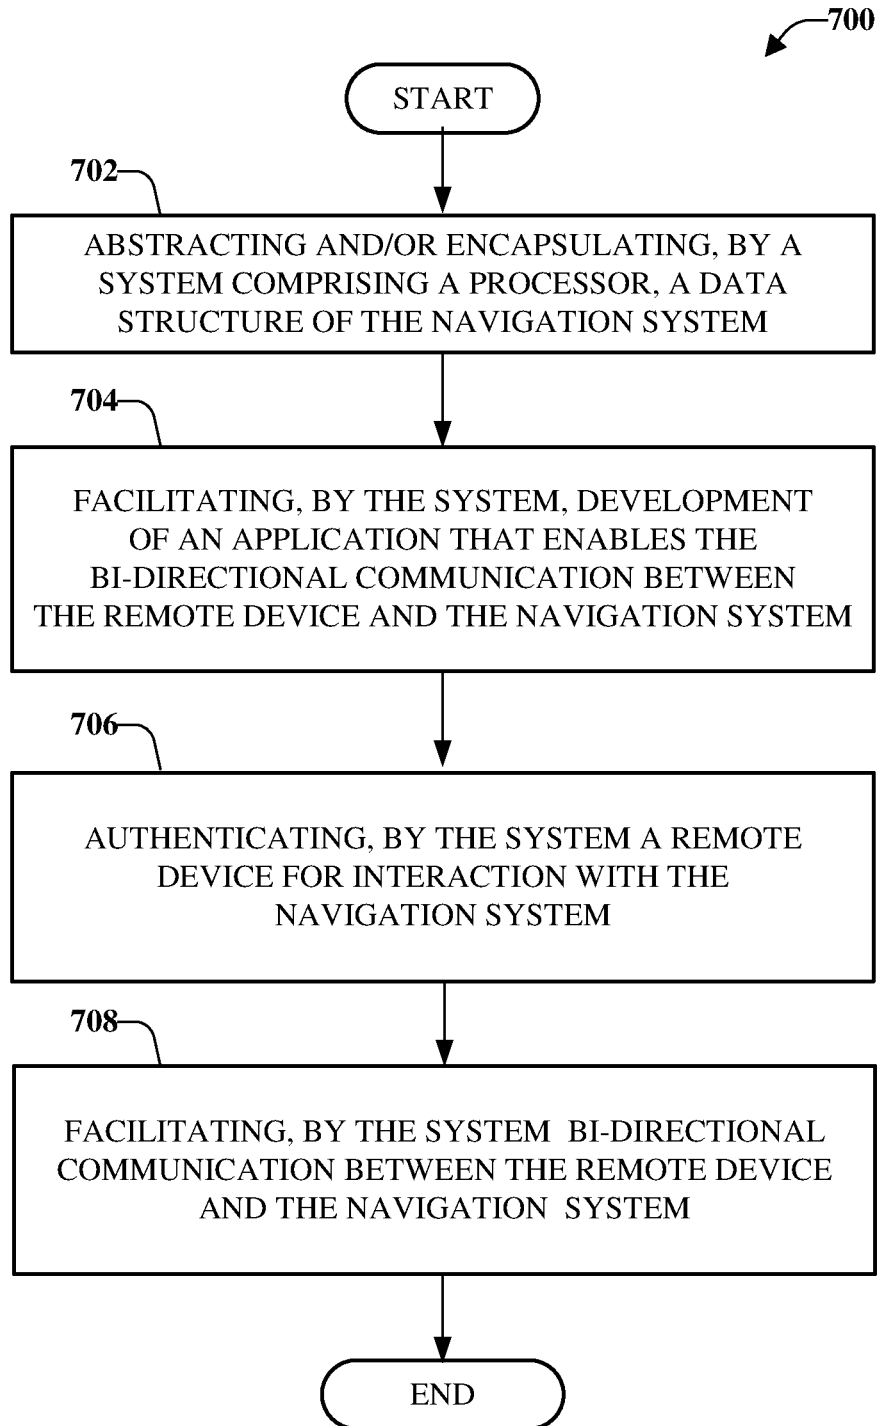 700
START
702
ABSTRACTING AND/OR ENCAPSULATING, BY A
SYSTEM COMPRISING A PROCESSOR, A DATA
STRUCTURE OF THE NAVIGATION SYSTEM
704
FACILITATING, BY THE SYSTEM, DEVELOPMENT
OF AN APPLICATION THAT ENABLES THE
BI-DIRECTIONAL COMMUNICATION BETWEEN
THE REMOTE DEVICE AND THE NAVIGATION SYSTEM
706
AUTHENTICATING, BY THE SYSTEM A REMOTE
DEVICE FOR INTERACTION WITH THE
NAVIGATION SYSTEM
708
FACILITATING, BY THE SYSTEM BI-DIRECTIONAL
COMMUNICATION BETWEEN THE REMOTE DEVICE
AND THE NAVIGATION SYSTEM
END